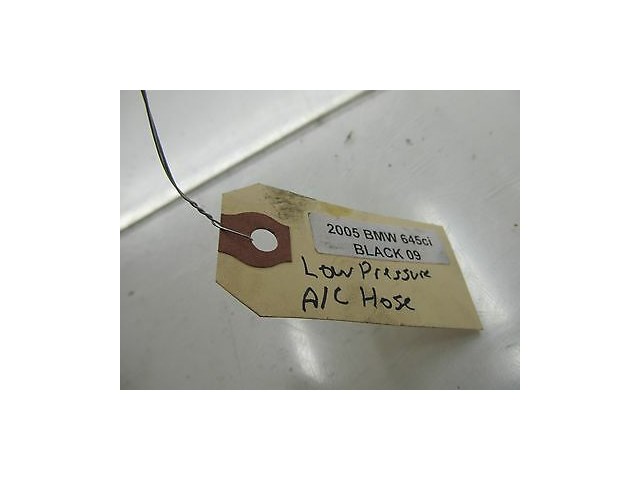 2005 BMW 645ci
BLACK 09
Low Pressure
A/C Hose